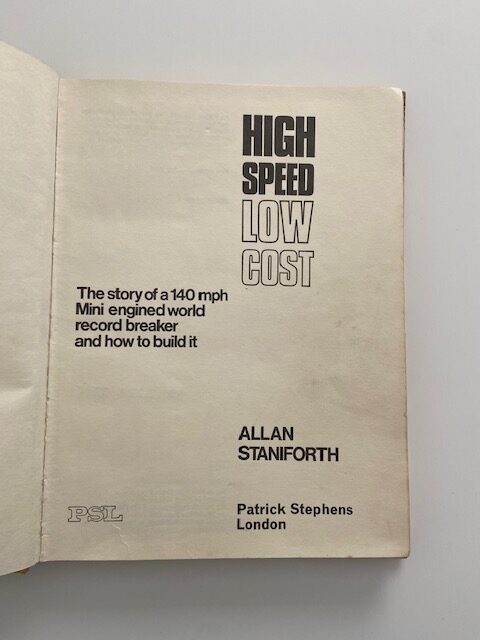 HIGH
SPEED
LOW
COST
The story of a 140 mph
Mini engined world
record breaker
and how to build it
ALLAN
STANIFORTH
PSL
Patrick Stephens
London